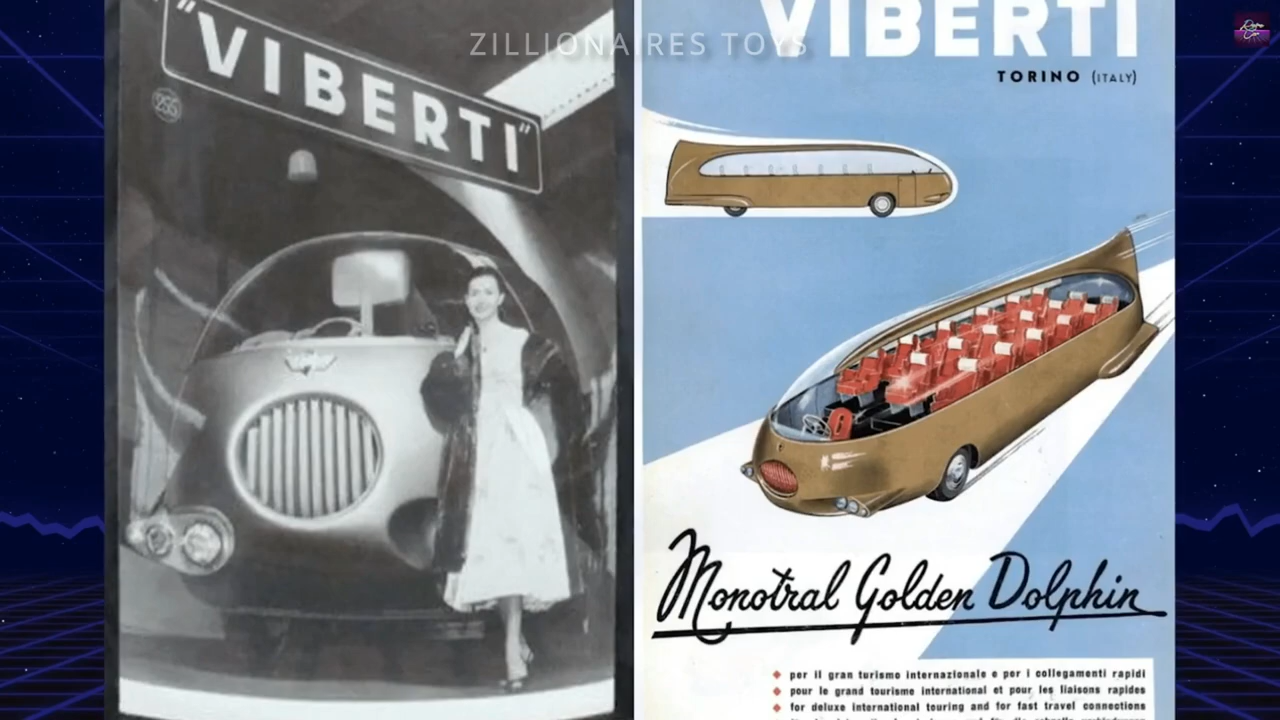 ZILLIONAIRES TOYS
"VIBERTI"
255
VIBERTI
TORINO (ITALY)
Monotral Golden Dolphin
per il gran turismo internazionale e per i collegamenti rapidi
pour le grand tourisme international et pour les liaisons rapides
for deluxe international touring and for fast travel connections